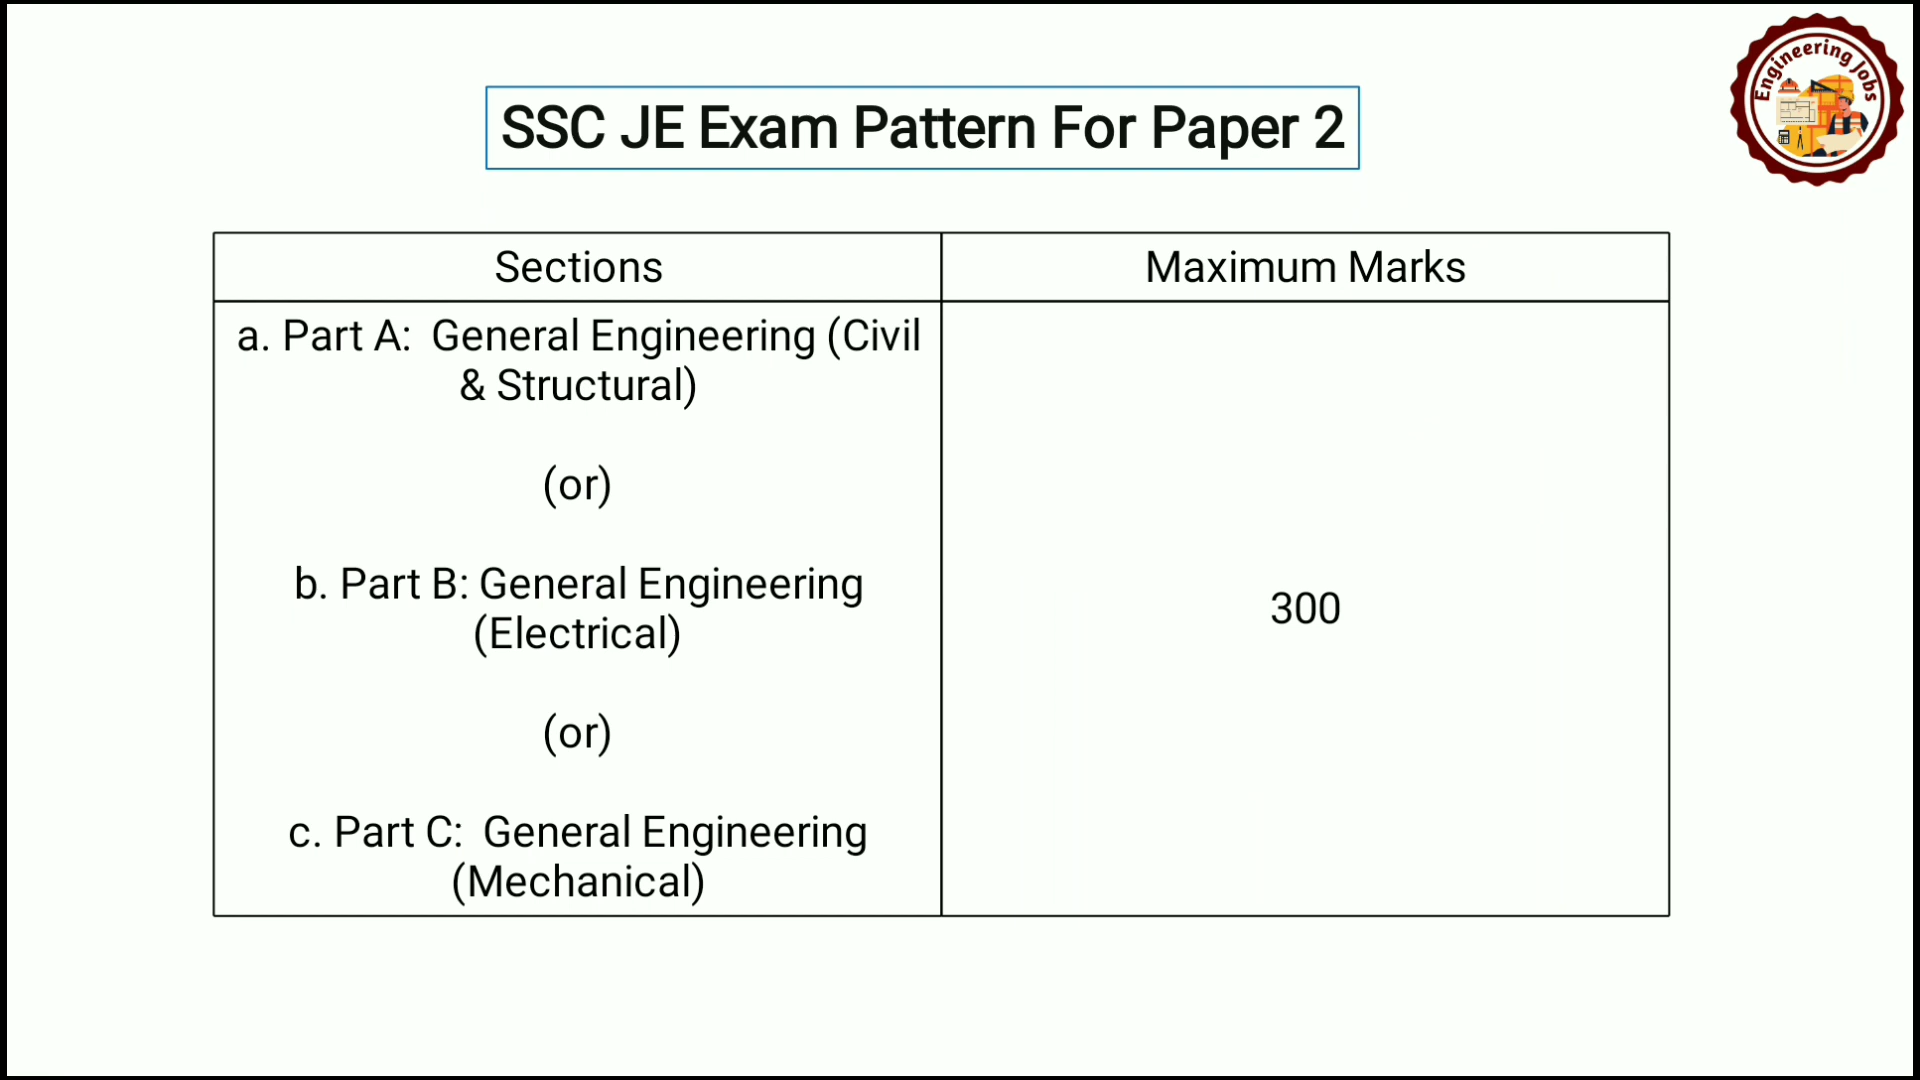 Engineering Jobs
SSC JE Exam Pattern For Paper 2
Sections
Maximum Marks
a. Part A:  General Engineering (Civil
& Structural)
(or)
b. Part B: General Engineering
(Electrical)
(or)
c. Part C:  General Engineering
(Mechanical)
300